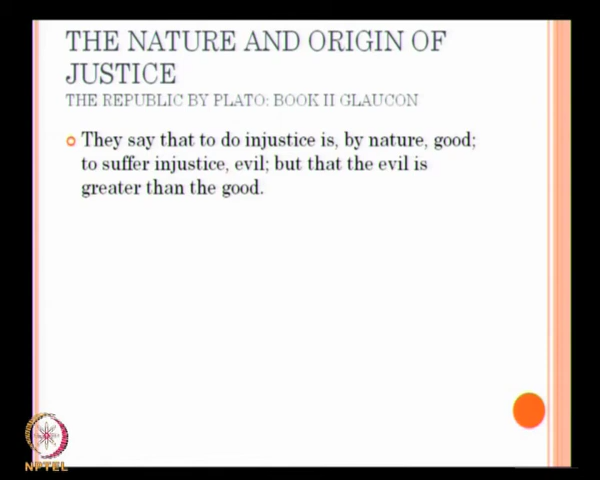 THE NATURE AND ORIGIN OF
JUSTICE
THE REPUBLIC BY PLATO: BOOK II GLAUCON
They say that to do injustice is, by nature, good;
to suffer injustice, evil; but that the evil is
greater than the good.
NPTEL